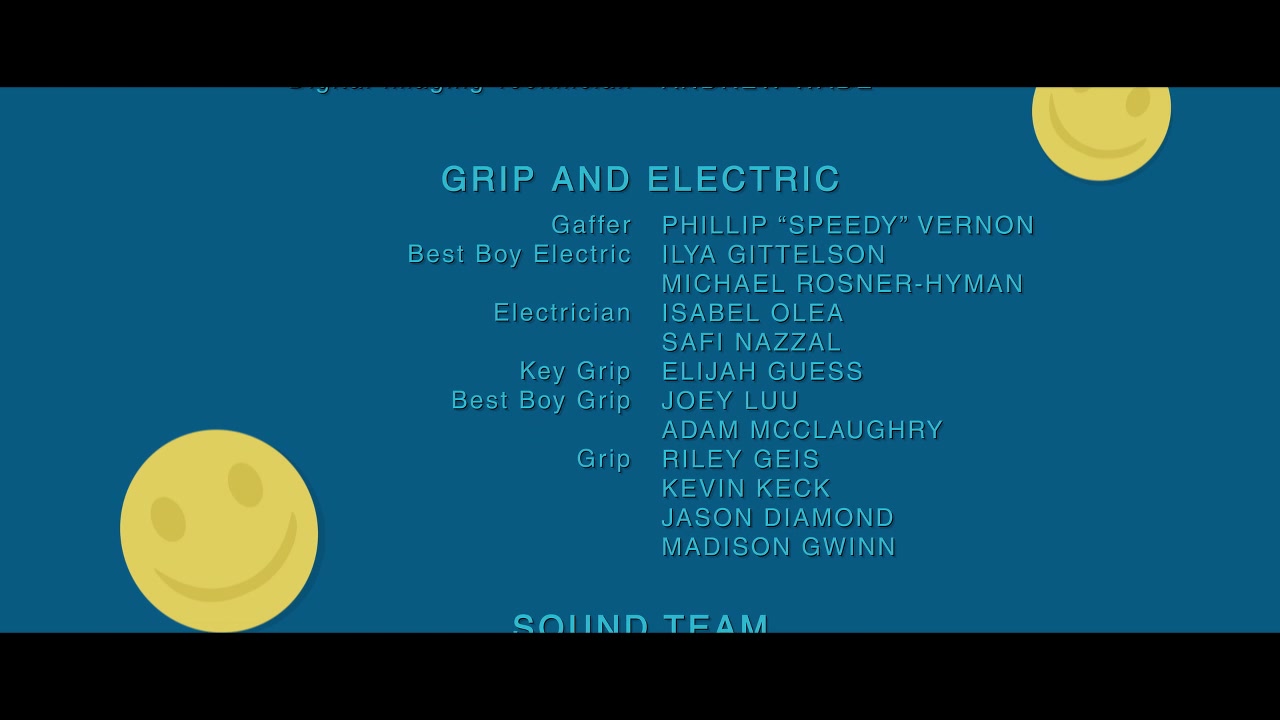 GRIP AND ELECTRIC
Gaffer PHILLIP “SPEEDY” VERNON
Best Boy Electric ILYA GITTELSON
MICHAEL ROSNER-HYMAN
Electrician ISABEL OLEA
SAFI NAZZAL
Key Grip ELIJAH GUESS
Best Boy Grip JOEY LUU
ADAM MCCLAUGHRY
Grip RILEY GEIS
KEVIN KECK
JASON DIAMOND
MADISON GWINN
SOUND TEAM